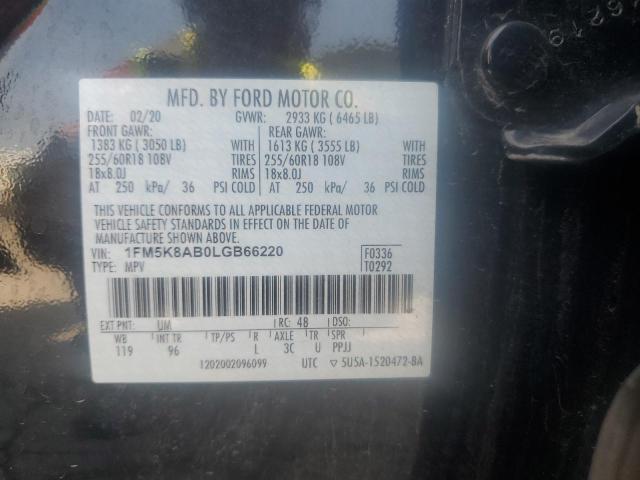 MFD. BY FORD MOTOR CO.
DATE: 02/20 GVWR: 2933 KG ( 6465 LB)
FRONT GAWR: REAR GAWR:
1383 KG ( 3050 LB) WITH 1613 KG ( 3555 LB) WITH
255/60R18 108V TIRES 255/60R18 108V TIRES
18x8.0J RIMS 18x8.0J RIMS
AT 250 kPa/ 36 PSI COLD AT 250 kPa/ 36 PSI COLD
THIS VEHICLE CONFORMS TO ALL APPLICABLE FEDERAL MOTOR
VEHICLE SAFETY STANDARDS IN EFFECT ON THE DATE OF
MANUFACTURE SHOWN ABOVE.
VIN: 1FM5K8AB0LGB66220 F0336
TYPE: MPV T0292
EXT PNT: UM RC: 48 DSO:
WB INT TR TP/PS R AXLE TR SPR
119 96 L 3C U PPJJ
1202002096099 UTC ▽ 5U5A-1520472-8A
6219